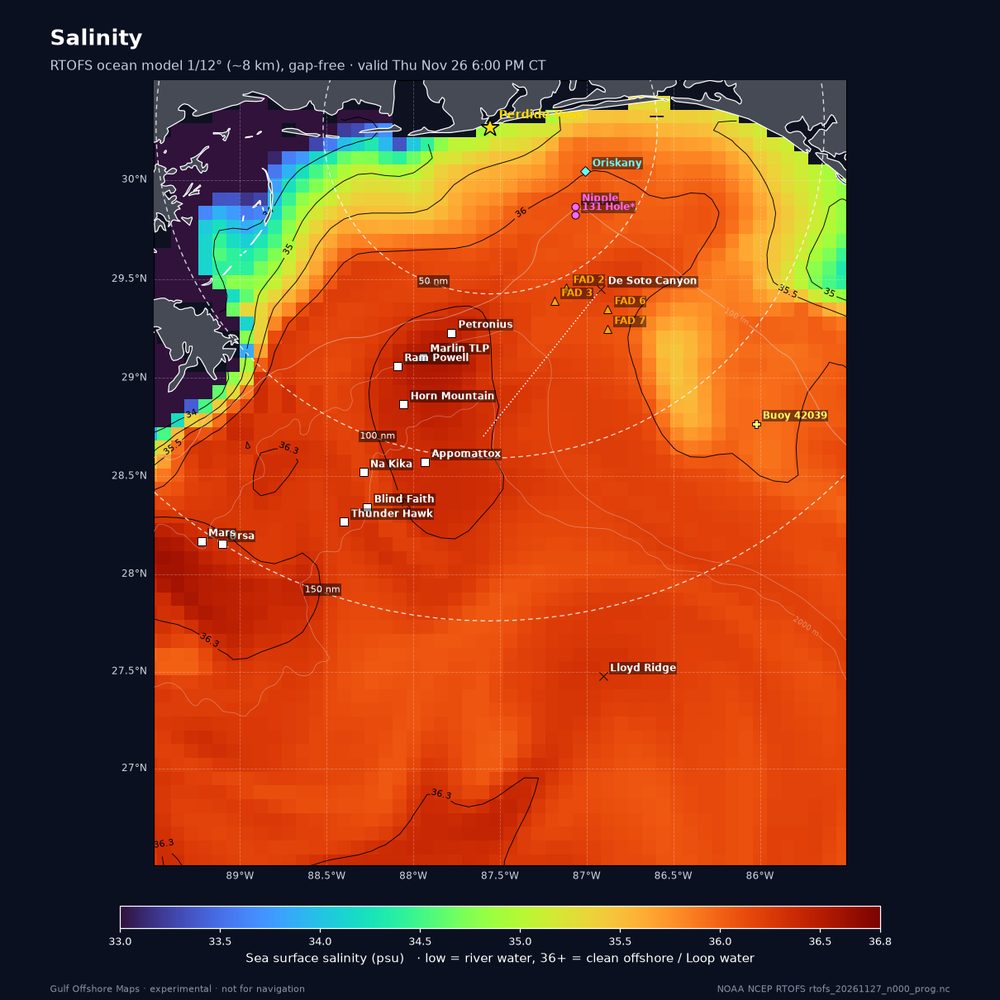 Salinity
RTOFS ocean model 1/12° (~8 km), gap-free · valid Thu Nov 26 6:00 PM CT
Perdido
Oriskany
30°N
Nipple
131 Hole*
36
35
50 nm
29.5°N
FAD 2
De Soto Canyon
FAD 3
FAD 6
FAD 7
35.5
35
100 fm
Petronius
Marlin TLP
Ram Powell
29°N
Horn Mountain
34
Buoy 42039
100 nm
35.5
36.3
Appomattox
Na Kika
28.5°N
Blind Faith
Thunder Hawk
Mars
Ursa
28°N
150 nm
2000 m
36.3
27.5°N
Lloyd Ridge
27°N
36.3
36.3
89°W 88.5°W 88°W 87.5°W 87°W 86.5°W 86°W
33.0 33.5 34.0 34.5 35.0 35.5 36.0 36.5 36.8
Sea surface salinity (psu) · low = river water, 36+ = clean offshore / Loop water
Gulf Offshore Maps · experimental · not for navigation
NOAA NCEP RTOFS rtofs_20261127_n000_prog.nc